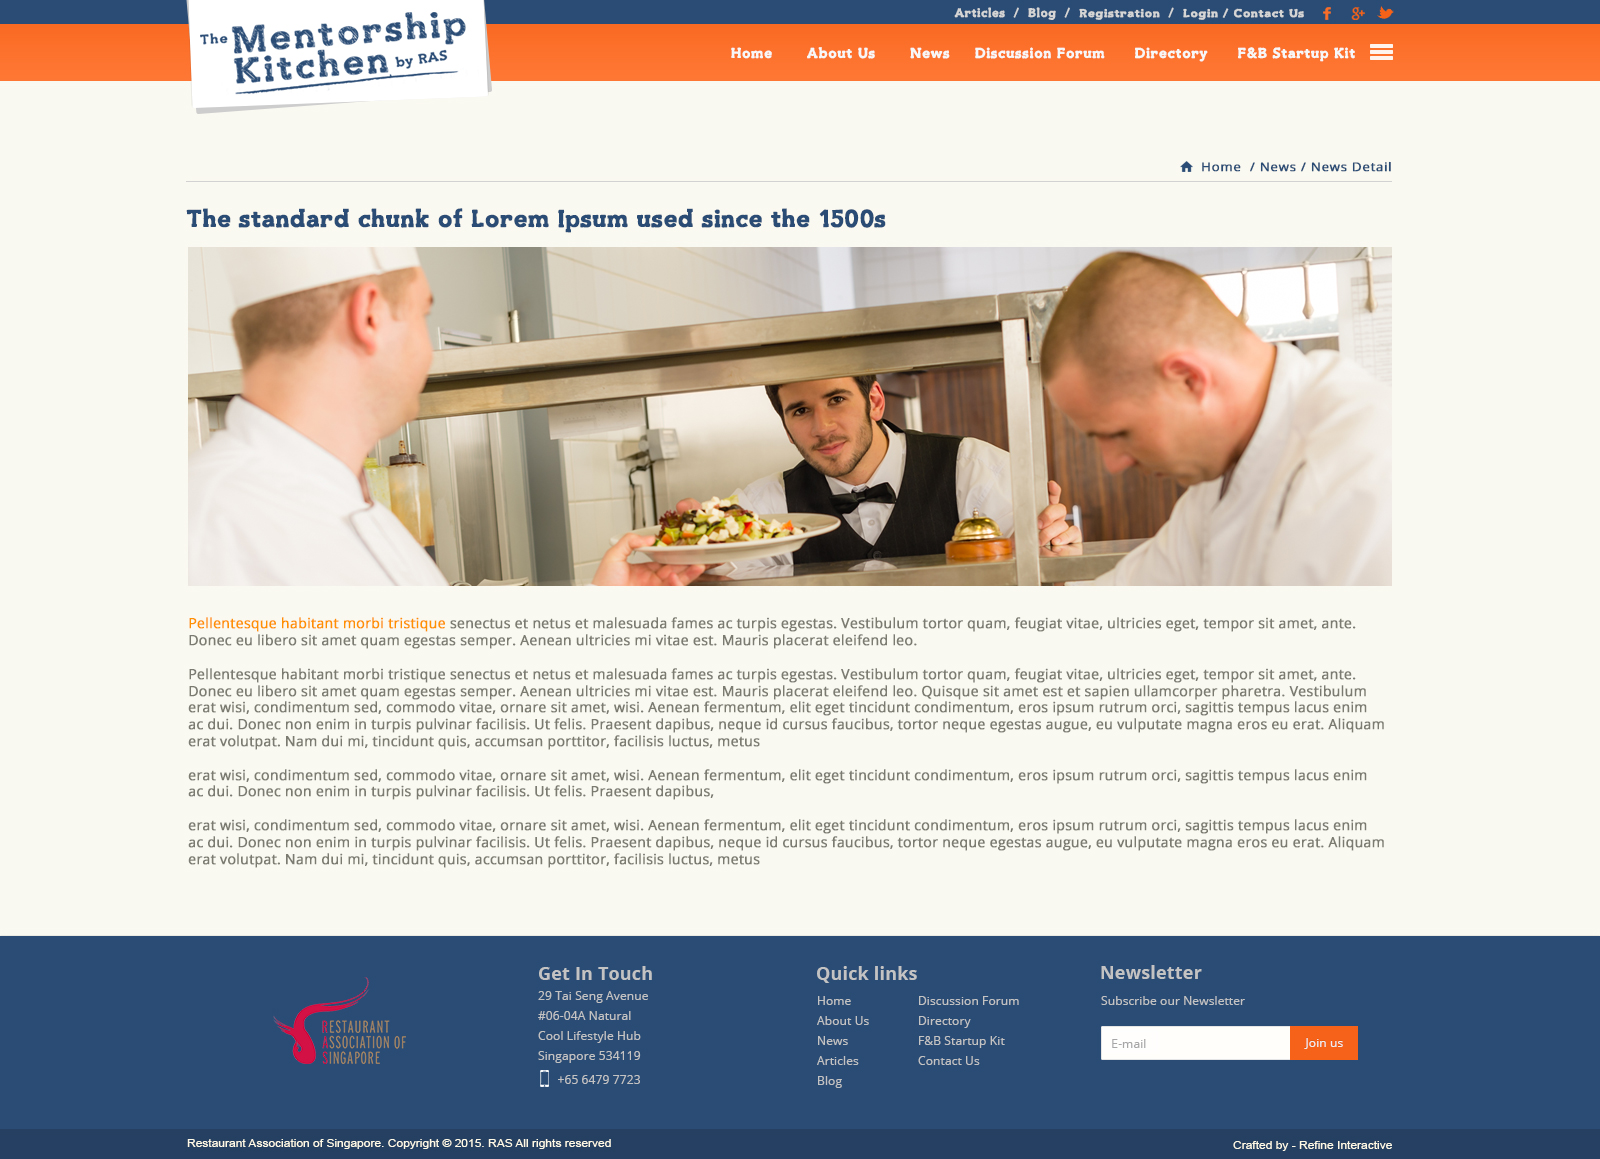 Articles / Blog / Registration / Login / Contact Us
The Mentorship
Kitchen by RAS
Home About Us News Discussion Forum Directory F&B Startup Kit
Home / News / News Detail
The standard chunk of Lorem Ipsum used since the 1500s
Pellentesque habitant morbi tristique senectus et netus et malesuada fames ac turpis egestas. Vestibulum tortor quam, feugiat vitae, ultricies eget, tempor sit amet, ante.
Donec eu libero sit amet quam egestas semper. Aenean ultricies mi vitae est. Mauris placerat eleifend leo.
Pellentesque habitant morbi tristique senectus et netus et malesuada fames ac turpis egestas. Vestibulum tortor quam, feugiat vitae, ultricies eget, tempor sit amet, ante.
Donec eu libero sit amet quam egestas semper. Aenean ultricies mi vitae est. Mauris placerat eleifend leo. Quisque sit amet est et sapien ullamcorper pharetra. Vestibulum
erat wisi, condimentum sed, commodo vitae, ornare sit amet, wisi. Aenean fermentum, elit eget tincidunt condimentum, eros ipsum rutrum orci, sagittis tempus lacus enim
ac dui. Donec non enim in turpis pulvinar facilisis. Ut felis. Praesent dapibus, neque id cursus faucibus, tortor neque egestas augue, eu vulputate magna eros eu erat. Aliquam
erat volutpat. Nam dui mi, tincidunt quis, accumsan porttitor, facilisis luctus, metus
erat wisi, condimentum sed, commodo vitae, ornare sit amet, wisi. Aenean fermentum, elit eget tincidunt condimentum, eros ipsum rutrum orci, sagittis tempus lacus enim
ac dui. Donec non enim in turpis pulvinar facilisis. Ut felis. Praesent dapibus,
erat wisi, condimentum sed, commodo vitae, ornare sit amet, wisi. Aenean fermentum, elit eget tincidunt condimentum, eros ipsum rutrum orci, sagittis tempus lacus enim
ac dui. Donec non enim in turpis pulvinar facilisis. Ut felis. Praesent dapibus, neque id cursus faucibus, tortor neque egestas augue, eu vulputate magna eros eu erat. Aliquam
erat volutpat. Nam dui mi, tincidunt quis, accumsan porttitor, facilisis luctus, metus
RESTAURANT
ASSOCIATION OF
SINGAPORE
Get In Touch
29 Tai Seng Avenue
#06-04A Natural
Cool Lifestyle Hub
Singapore 534119
+65 6479 7723
Quick links
Home
About Us
News
Articles
Blog
Discussion Forum
Directory
F&B Startup Kit
Contact Us
Newsletter
Subscribe our Newsletter
E-mail
Join us
Restaurant Association of Singapore. Copyright © 2015. RAS All rights reserved
Crafted by - Refine Interactive